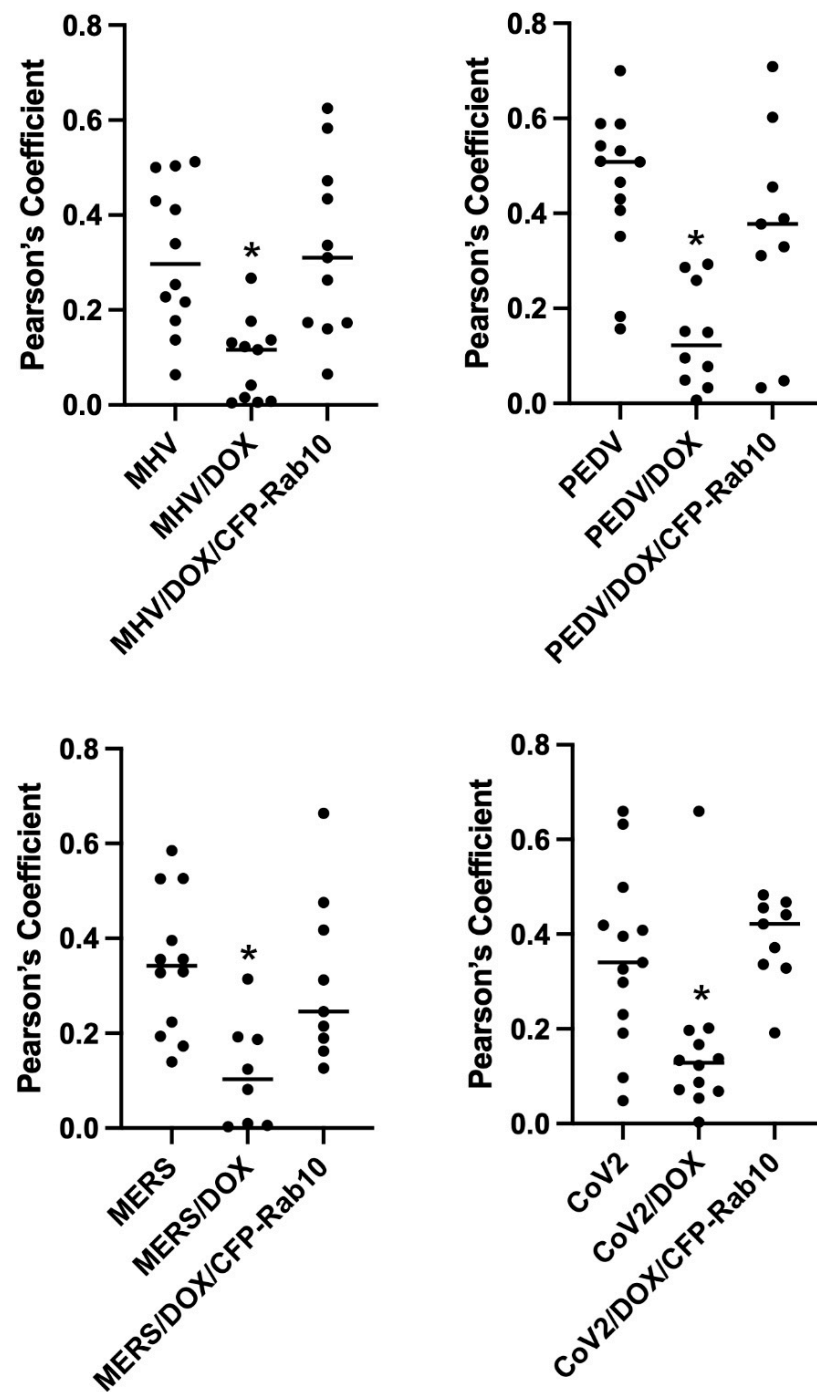 Pearson's Coefficient
0.8
0.6
0.4
0.2
0.0
*
MHV
MHV/DOX
MHV/DOX/CFP-Rab10
Pearson's Coefficient
0.8
0.6
0.4
0.2
0.0
*
PEDV
PEDV/DOX
PEDV/DOX/CFP-Rab10
Pearson's Coefficient
0.8
0.6
0.4
0.2
0.0
*
MERS
MERS/DOX
MERS/DOX/CFP-Rab10
Pearson's Coefficient
0.8
0.6
0.4
0.2
0.0
*
CoV2
CoV2/DOX
CoV2/DOX/CFP-Rab10